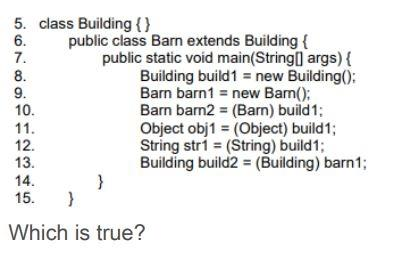 5. class Building { }
6. public class Barn extends Building {
7. public static void main(String[] args) {
8. Building build1 = new Building();
9. Barn barn1 = new Barn();
10. Barn barn2 = (Barn) build1;
11. Object obj1 = (Object) build1;
12. String str1 = (String) build1;
13. Building build2 = (Building) barn1;
14. }
15. }
Which is true?